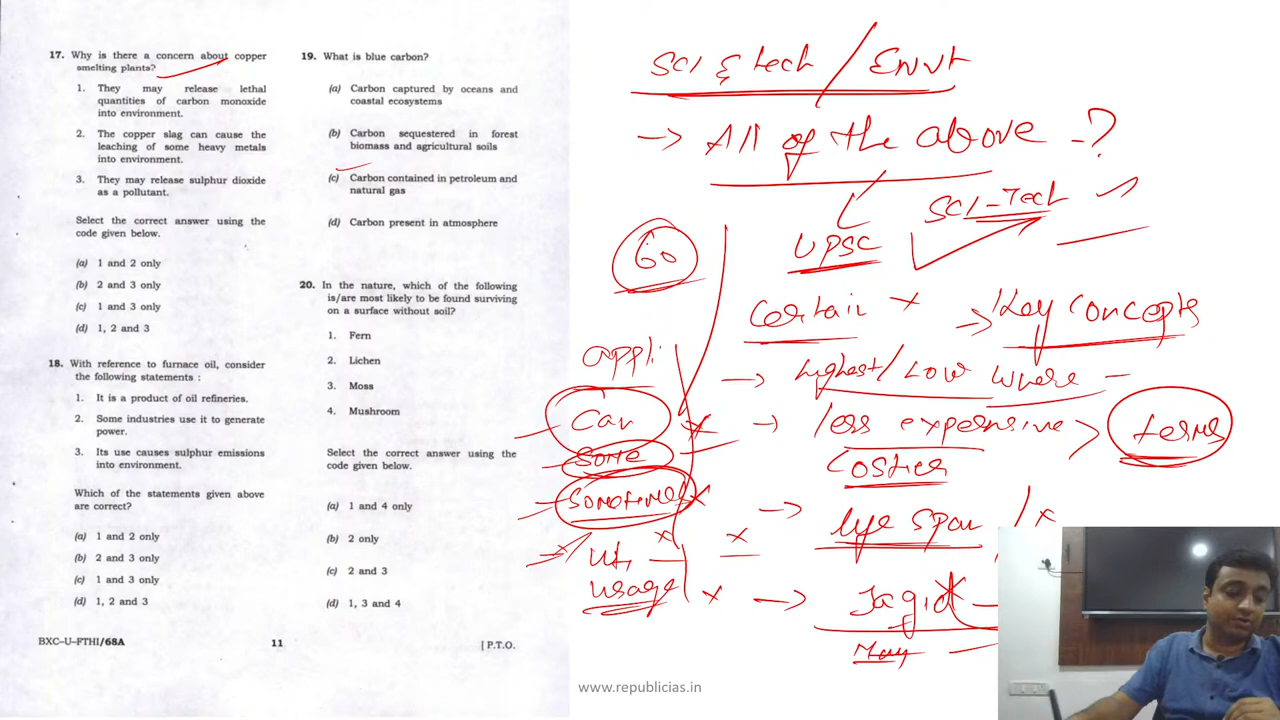 17. Why is there a concern about copper
smelting plants?
1. They may release lethal
quantities of carbon monoxide
into environment.
2. The copper slag can cause the
leaching of some heavy metals
into environment.
3. They may release sulphur dioxide
as a pollutant.
Select the correct answer using the
code given below.
(a) 1 and 2 only
(b) 2 and 3 only
(c) 1 and 3 only
(d) 1, 2 and 3
18. With reference to furnace oil, consider
the following statements :
1. It is a product of oil refineries.
2. Some industries use it to generate
power.
3. Its use causes sulphur emissions
into environment.
Which of the statements given above
are correct?
(a) 1 and 2 only
(b) 2 and 3 only
(c) 1 and 3 only
(d) 1, 2 and 3
BXC-U-FTHI/68A
11
19. What is blue carbon?
(a) Carbon captured by oceans and
coastal ecosystems
(b) Carbon sequestered in forest
biomass and agricultural soils
(c) Carbon contained in petroleum and
natural gas
(d) Carbon present in atmosphere
20. In the nature, which of the following
is/are most likely to be found surviving
on a surface without soil?
1. Fern
2. Lichen
3. Moss
4. Mushroom
Select the correct answer using the
code given below.
(a) 1 and 4 only
(b) 2 only
(c) 2 and 3
(d) 1, 3 and 4
[ P.T.O.
Sci & tech / Envt
→ All of the above - ?
Sci-Tech
UPSC
60
Certain × → Key concepts
appli
→ highest/Low where –
Can × → less expensive > terms
Some
Costlier
Sometimes × → life span / ×
usage × →
May
www.republicias.in